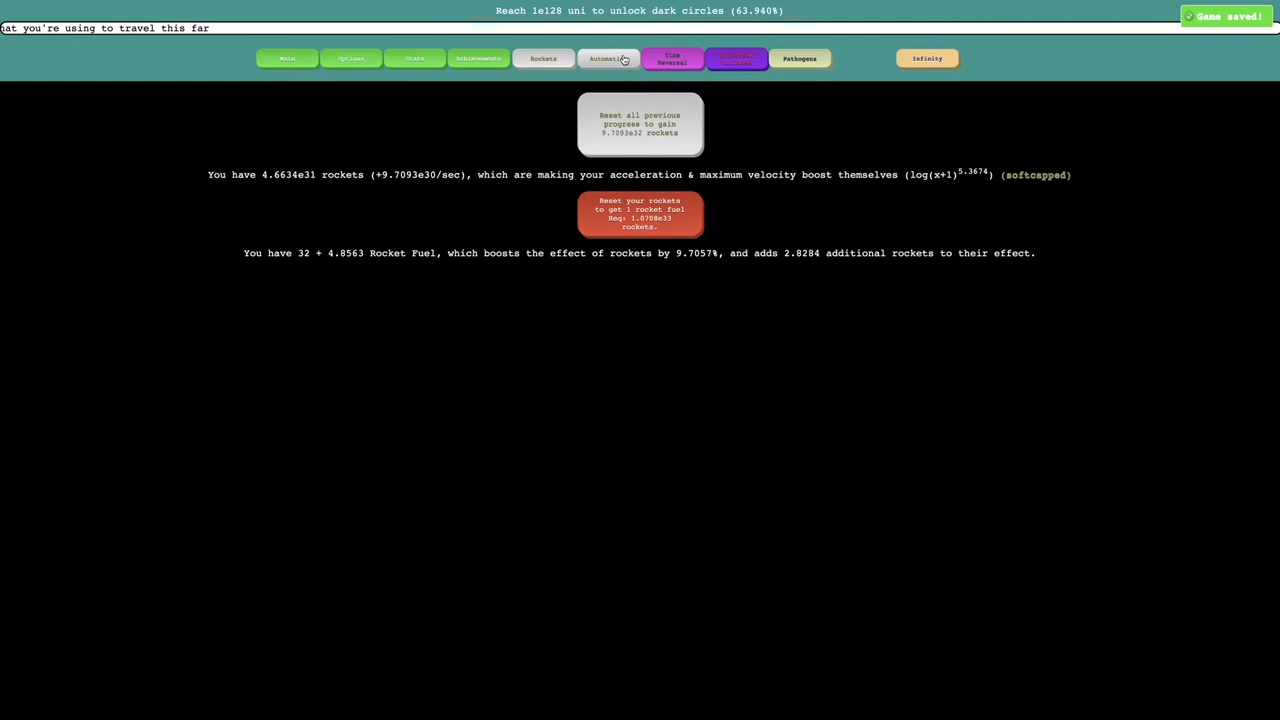 Reach 1e128 uni to unlock dark circles (63.940%)
Game saved!
hat you're using to travel this far
Main
Options
Stats
Achievements
Rockets
Time
Reversal
Pathogens
Infinity
Reset all previous
progress to gain
9.7093e32 rockets
You have 4.6634e31 rockets (+9.7093e30/sec), which are making your acceleration & maximum velocity boost themselves (log(x+1)^5.3674) (softcapped)
Reset your rockets
to get 1 rocket fuel
Req: 1.0708e33
rockets.
You have 32 + 4.8563 Rocket Fuel, which boosts the effect of rockets by 9.7057%, and adds 2.8284 additional rockets to their effect.